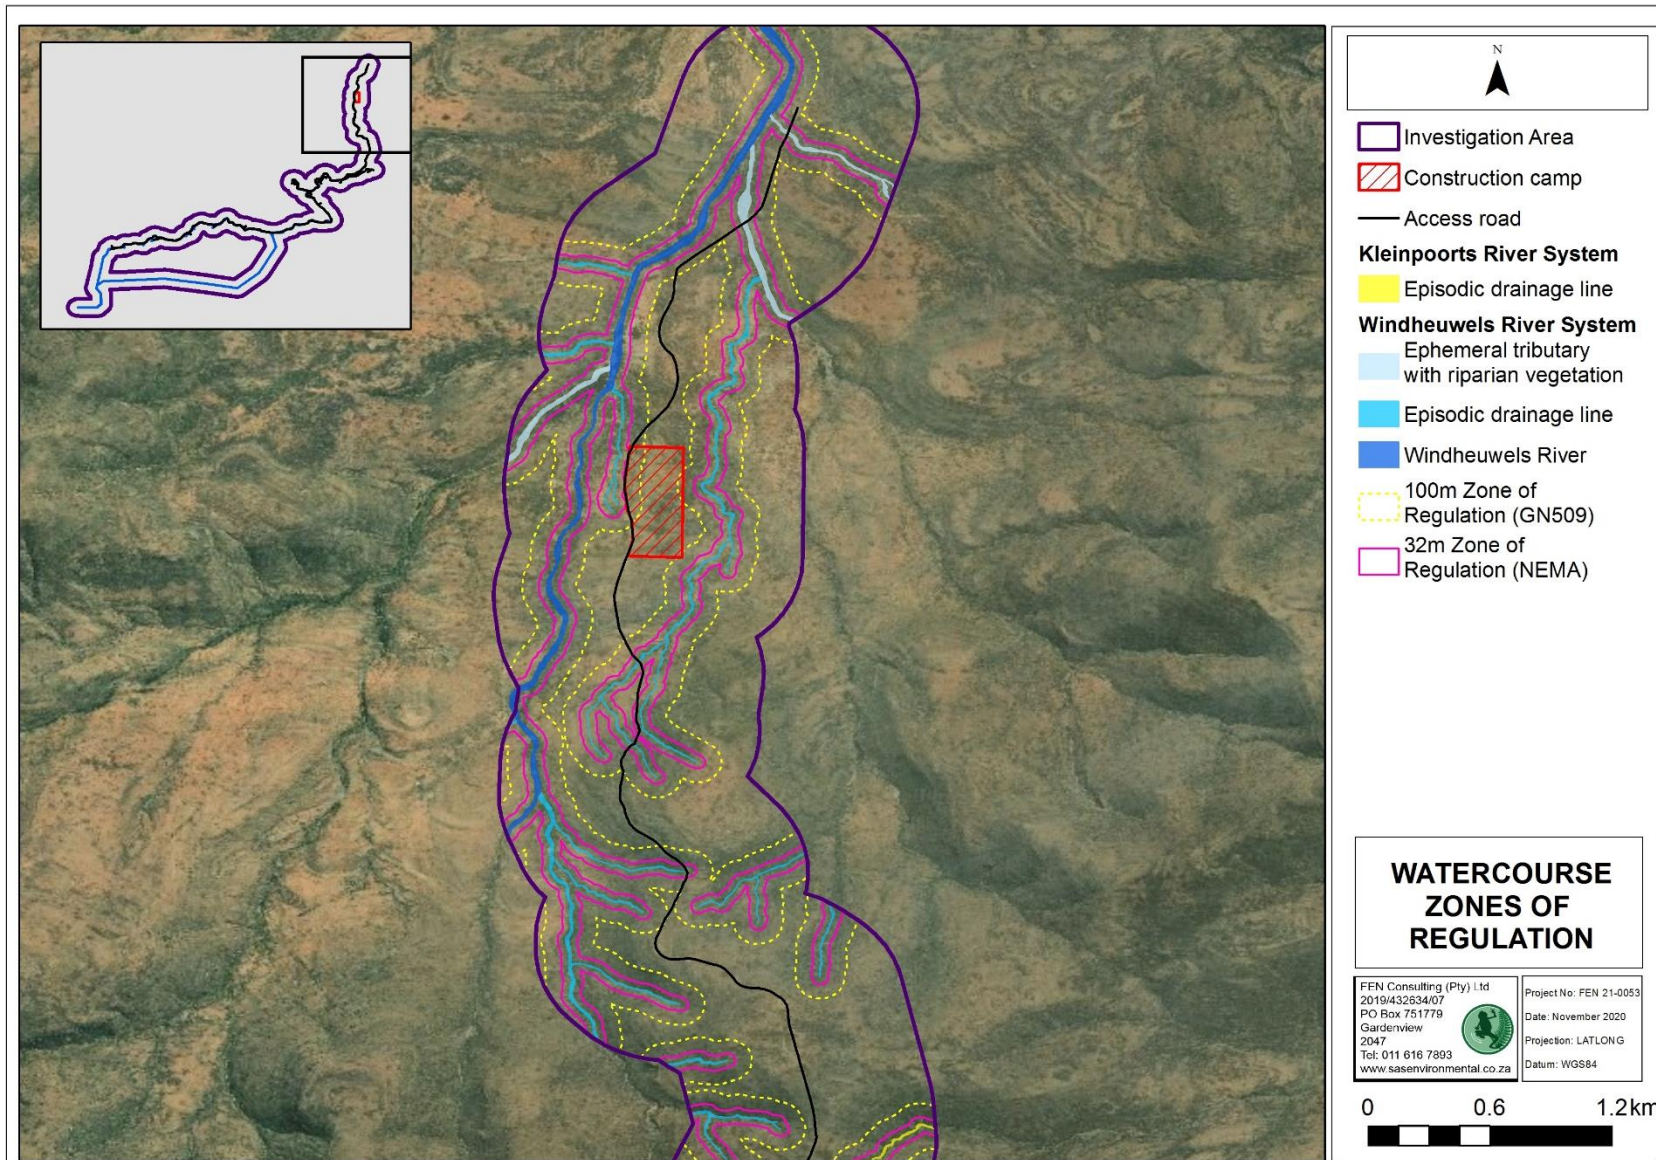 N
Investigation Area
Construction camp
Access road
Kleinpoorts River System
Episodic drainage line
Windheuwels River System
Ephemeral tributary
with riparian vegetation
Episodic drainage line
Windheuwels River
100m Zone of
Regulation (GN509)
32m Zone of
Regulation (NEMA)
WATERCOURSE
ZONES OF
REGULATION
FEN Consulting (Pty) Ltd
2019/432634/07
PO Box 751779
Gardenview
2047
Tel: 011 616 7893
www.sasenvironmental.co.za
Project No: FEN 21-0053
Date: November 2020
Projection: LATLONG
Datum: WGS84
0 0.6 1.2km